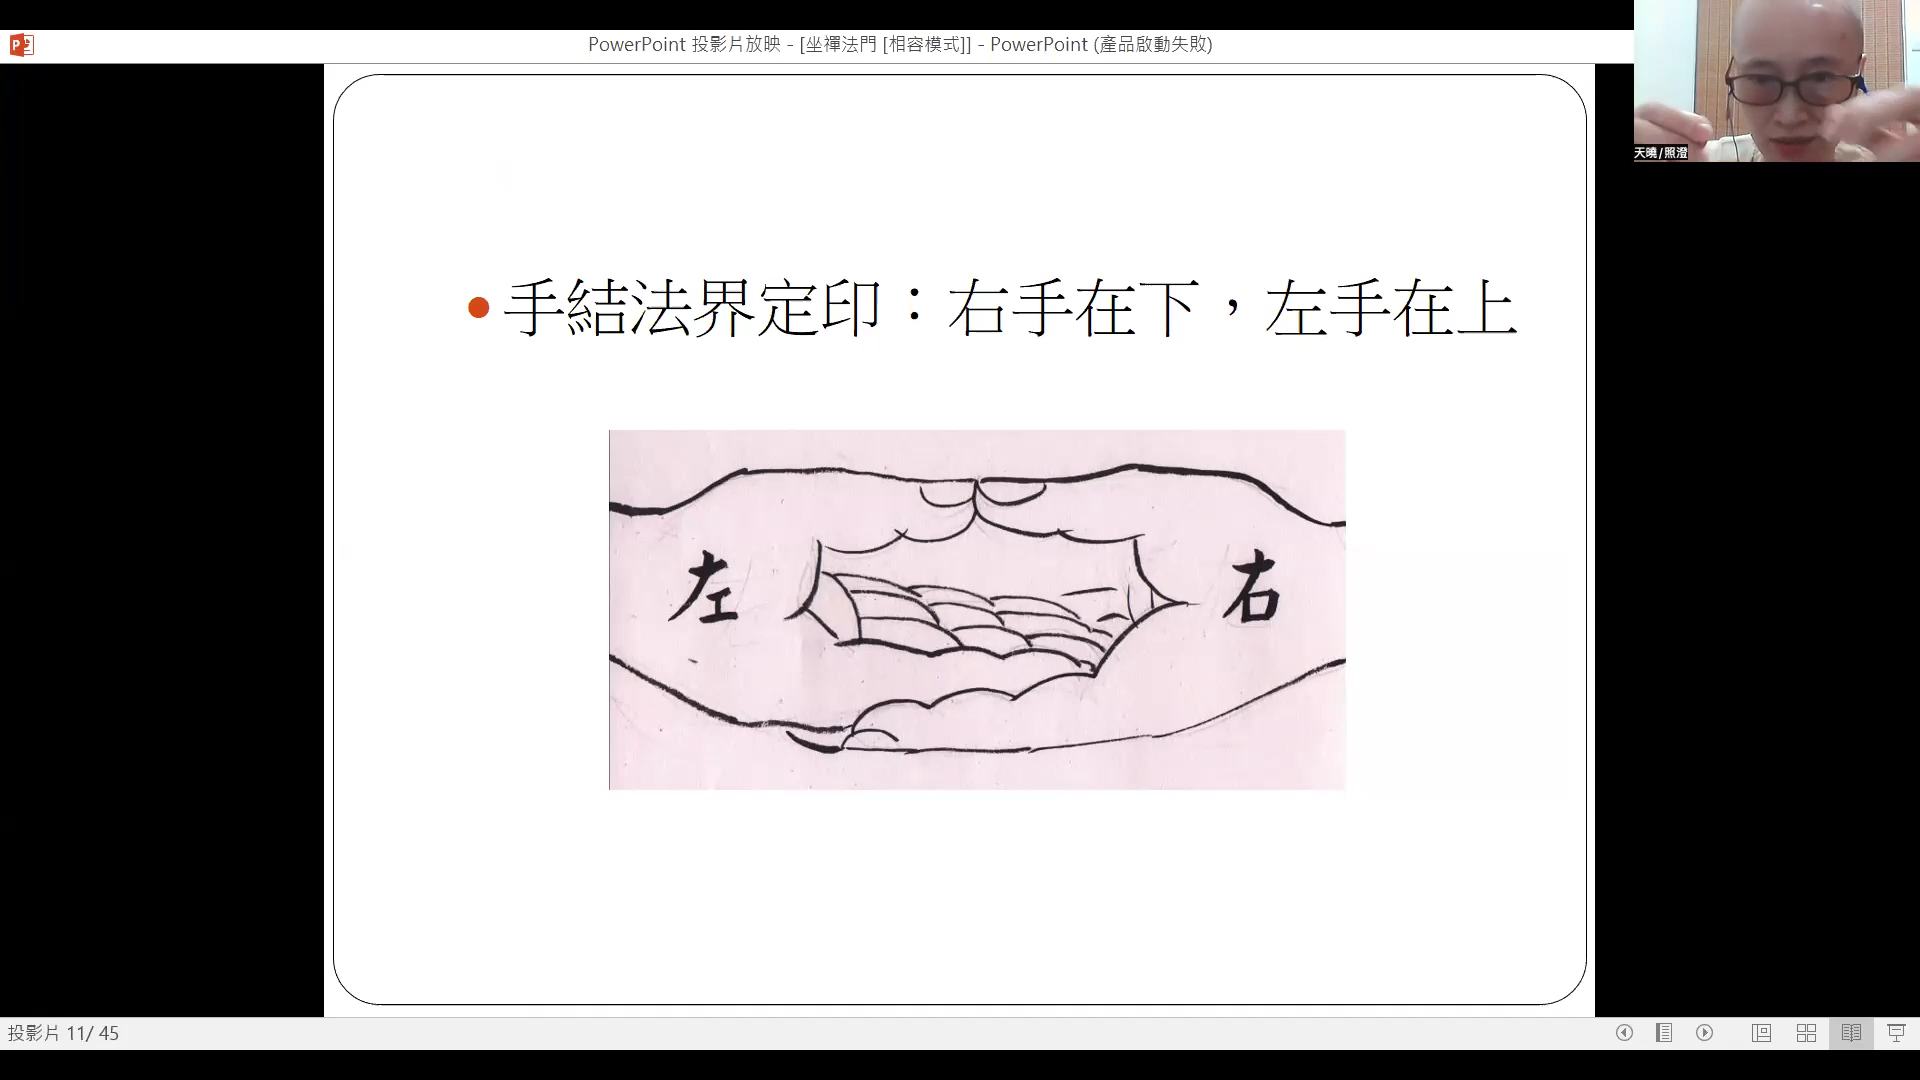 PowerPoint 投影片放映 - [坐禪法門 [相容模式]] - PowerPoint (產品啟動失敗)
天曉/照澄
手結法界定印：右手在下，左手在上
左
右
投影片 11/ 45